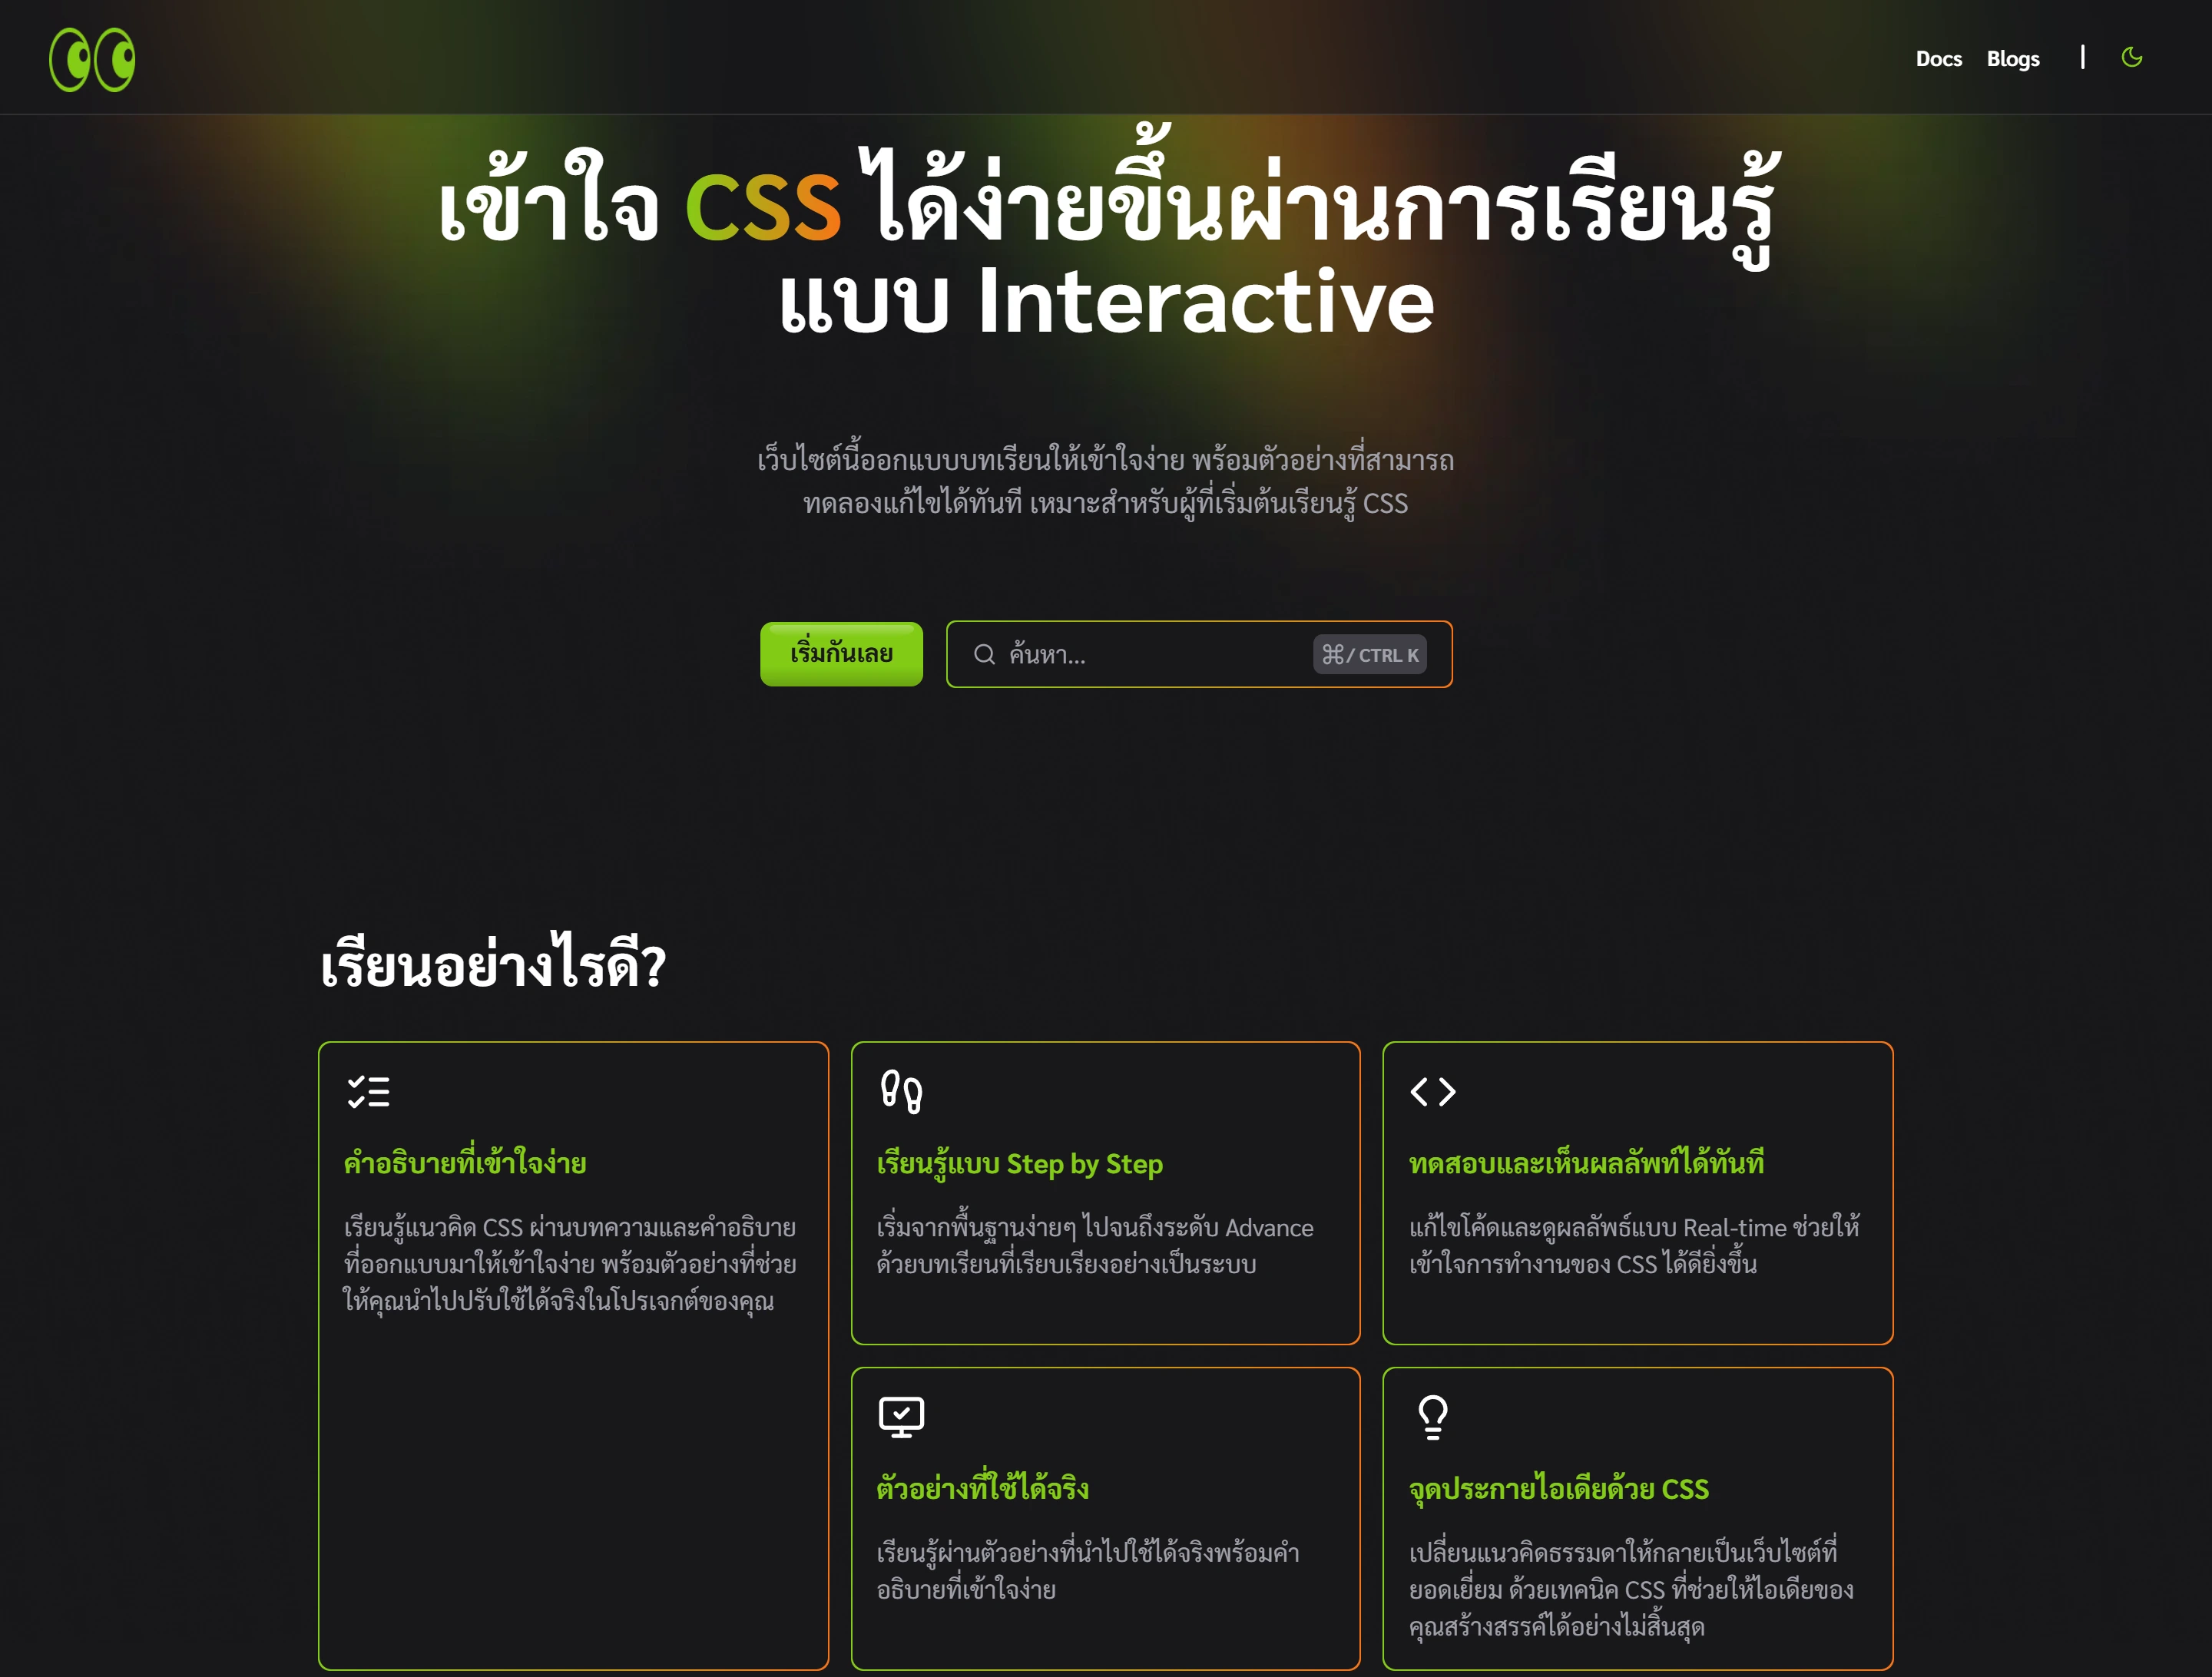 Docs Blogs
เข้าใจ CSS ได้ง่ายขึ้นผ่านการเรียนรู้
แบบ Interactive
เว็บไซต์นี้ออกแบบบทเรียนให้เข้าใจง่าย พร้อมตัวอย่างที่สามารถ
ทดลองแก้ไขได้ทันที เหมาะสำหรับผู้ที่เริ่มต้นเรียนรู้ CSS
เริ่มกันเลย
ค้นหา...
⌘/ CTRL K
เรียนอย่างไรดี?
คำอธิบายที่เข้าใจง่าย
เรียนรู้แนวคิด CSS ผ่านบทความและคำอธิบาย
ที่ออกแบบมาให้เข้าใจง่าย พร้อมตัวอย่างที่ช่วย
ให้คุณนำไปปรับใช้ได้จริงในโปรเจกต์ของคุณ
เรียนรู้แบบ Step by Step
เริ่มจากพื้นฐานง่ายๆ ไปจนถึงระดับ Advance
ด้วยบทเรียนที่เรียบเรียงอย่างเป็นระบบ
ทดสอบและเห็นผลลัพท์ได้ทันที
แก้ไขโค้ดและดูผลลัพธ์แบบ Real-time ช่วยให้
เข้าใจการทำงานของ CSS ได้ดียิ่งขึ้น
ตัวอย่างที่ใช้ได้จริง
เรียนรู้ผ่านตัวอย่างที่นำไปใช้ได้จริงพร้อมคำ
อธิบายที่เข้าใจง่าย
จุดประกายไอเดียด้วย CSS
เปลี่ยนแนวคิดธรรมดาให้กลายเป็นเว็บไซต์ที่
ยอดเยี่ยม ด้วยเทคนิค CSS ที่ช่วยให้ไอเดียของ
คุณสร้างสรรค์ได้อย่างไม่สิ้นสุด